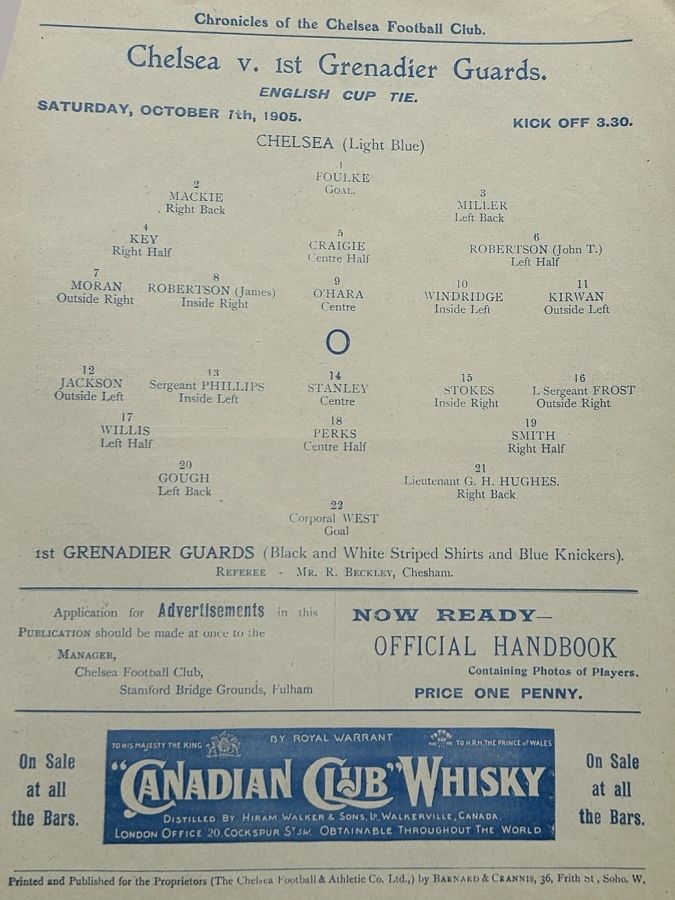 Chronicles of the Chelsea Football Club.
Chelsea v. 1st Grenadier Guards.
ENGLISH CUP TIE.
SATURDAY, OCTOBER 7th, 1905.
KICK OFF 3.30.
CHELSEA (Light Blue)
1
FOULKE
GOAL.
2
MACKIE
Right Back
3
MILLER
Left Back
4
KEY
Right Half
5
CRAIGIE
Centre Half
6
ROBERTSON (John T.)
Left Half
7
MORAN
Outside Right
8
ROBERTSON (James)
Inside Right
9
O'HARA
Centre
10
WINDRIDGE
Inside Left
11
KIRWAN
Outside Left
O
12
JACKSON
Outside Left
13
Sergeant PHILLIPS
Inside Left
14
STANLEY
Centre
15
STOKES
Inside Right
16
L-Sergeant FROST
Outside Right
17
WILLIS
Left Half
18
PERKS
Centre Half
19
SMITH
Right Half
20
GOUGH
Left Back
21
Lieutenant G. H. HUGHES.
Right Back
22
Corporal WEST
Goal
1st GRENADIER GUARDS (Black and White Striped Shirts and Blue Knickers).
REFEREE - MR. R. BECKLEY, Chesham.
Application for Advertisements in this
PUBLICATION should be made at once to the
MANAGER,
Chelsea Football Club,
Stamford Bridge Grounds, Fulham
NOW READY—
OFFICIAL HANDBOOK
Containing Photos of Players.
PRICE ONE PENNY.
On Sale
at all
the Bars.
BY ROYAL WARRANT
TO HIS MAJESTY THE KING
TO H.R.H. THE PRINCE OF WALES
"CANADIAN CLUB" WHISKY
DISTILLED BY HIRAM WALKER & SONS, LD, WALKERVILLE, CANADA
LONDON OFFICE 20, COCKSPUR ST SW. OBTAINABLE THROUGHOUT THE WORLD
On Sale
at all
the Bars.
Printed and Published for the Proprietors (The Chelsea Football & Athletic Co. Ltd.,) by BARNARD & CRANNIS, 36, Frith St, Soho, W.